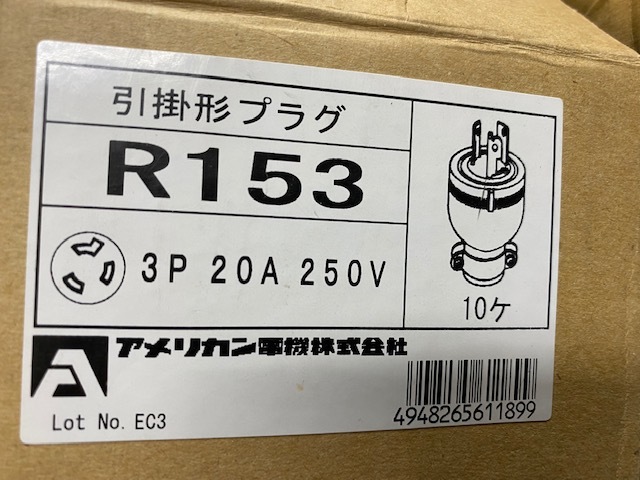 引掛形プラグ
R153
3P 20A 250V
10ケ
アメリカン電機株式会社
Lot No. EC3
4948265611899